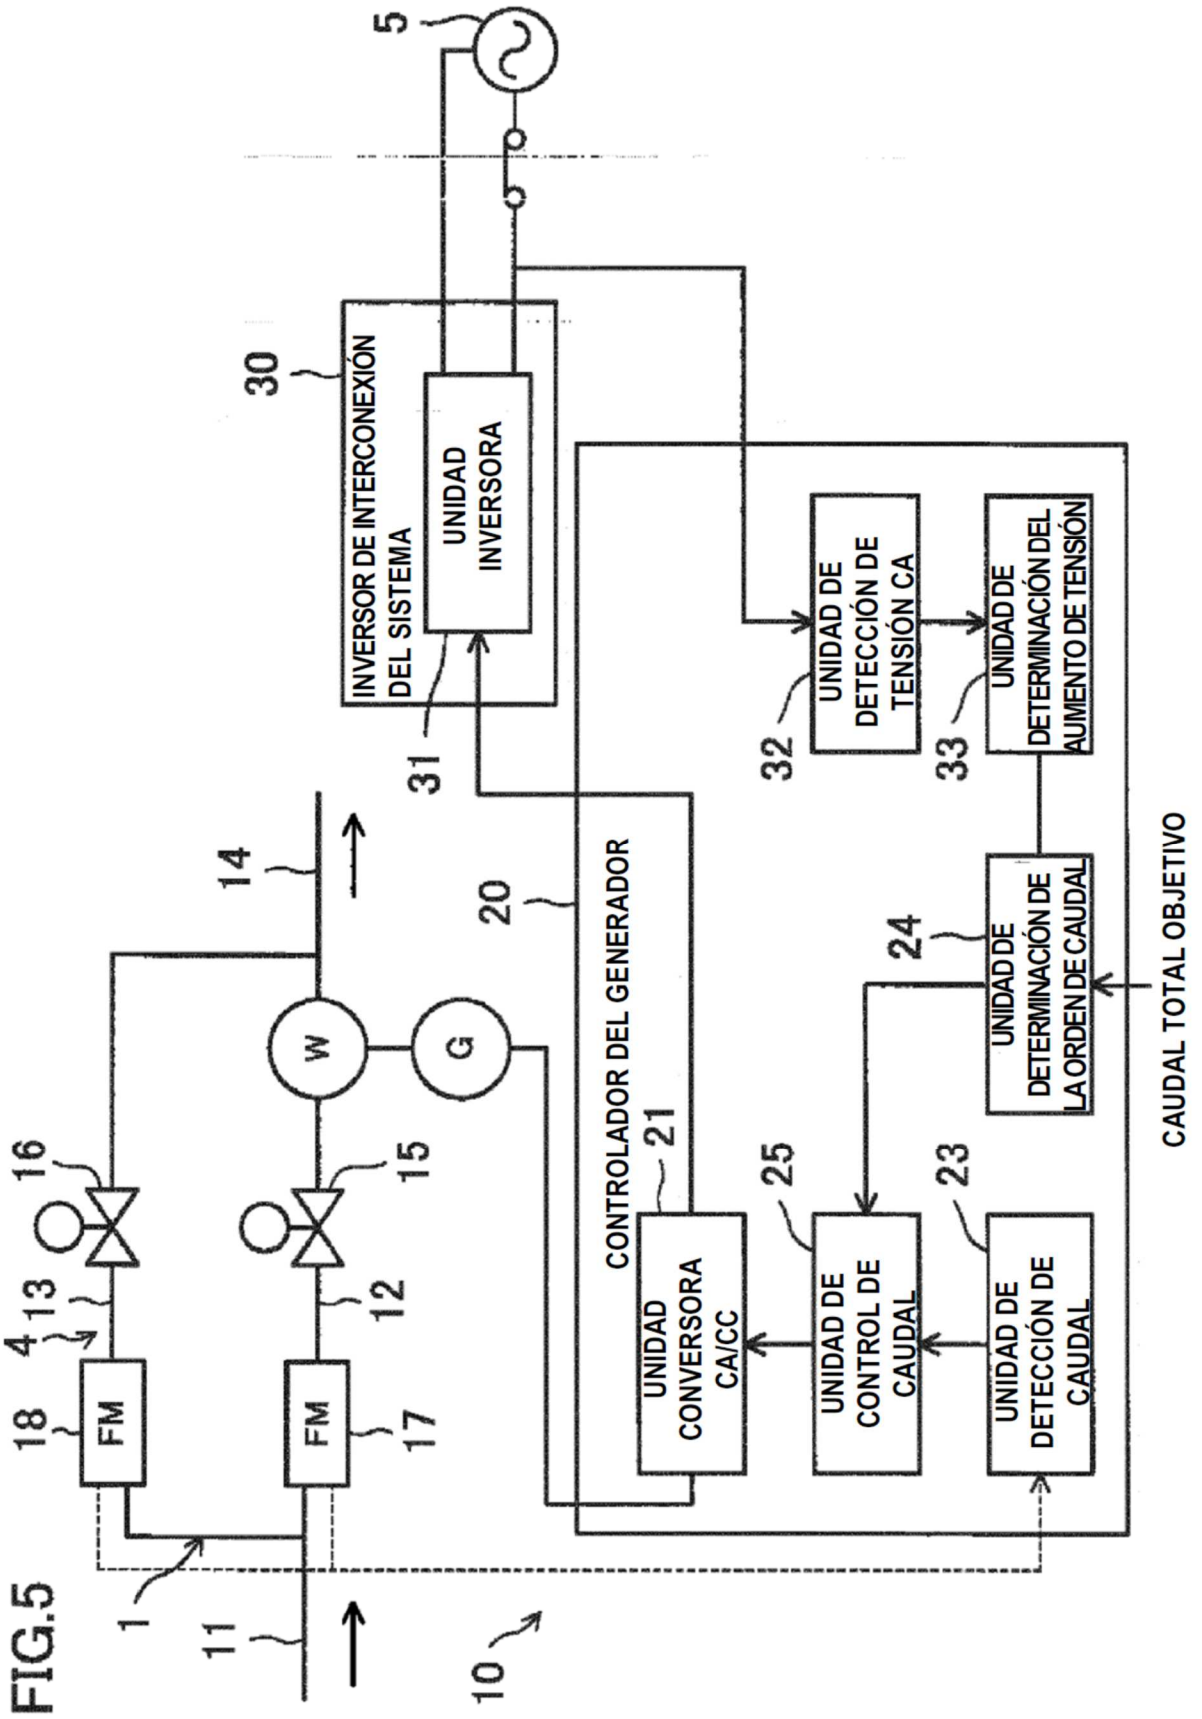 FIG.5
10
11
1
18
FM
4
13
16
FM
17
12
15
W
G
14
30
INVERSOR DE INTERCONEXIÓN
DEL SISTEMA
UNIDAD
INVERSORA
31
5
20
CONTROLADOR DEL GENERADOR
21
UNIDAD
CONVERSORA
CA/CC
25
UNIDAD DE
CONTROL DE
CAUDAL
23
UNIDAD DE
DETECCIÓN DE
CAUDAL
24
UNIDAD DE
DETERMINACIÓN DE
LA ORDEN DE CAUDAL
32
UNIDAD DE
DETECCIÓN DE
TENSIÓN CA
33
UNIDAD DE
DETERMINACIÓN DEL
AUMENTO DE TENSIÓN
CAUDAL TOTAL OBJETIVO